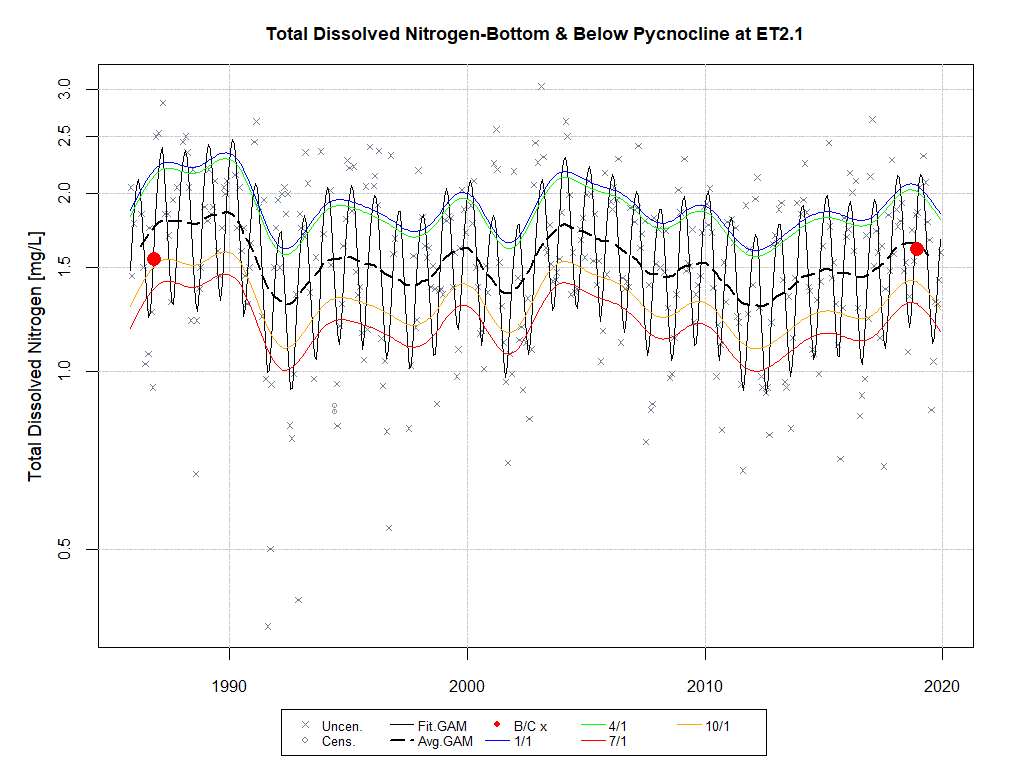 Total Dissolved Nitrogen-Bottom & Below Pycnocline at ET2.1
Total Dissolved Nitrogen [mg/L]
3.0
2.5
2.0
1.5
1.0
0.5
1990 2000 2010 2020
Uncen. Fit.GAM B/C x 4/1 10/1
Cens. Avg.GAM 1/1 7/1